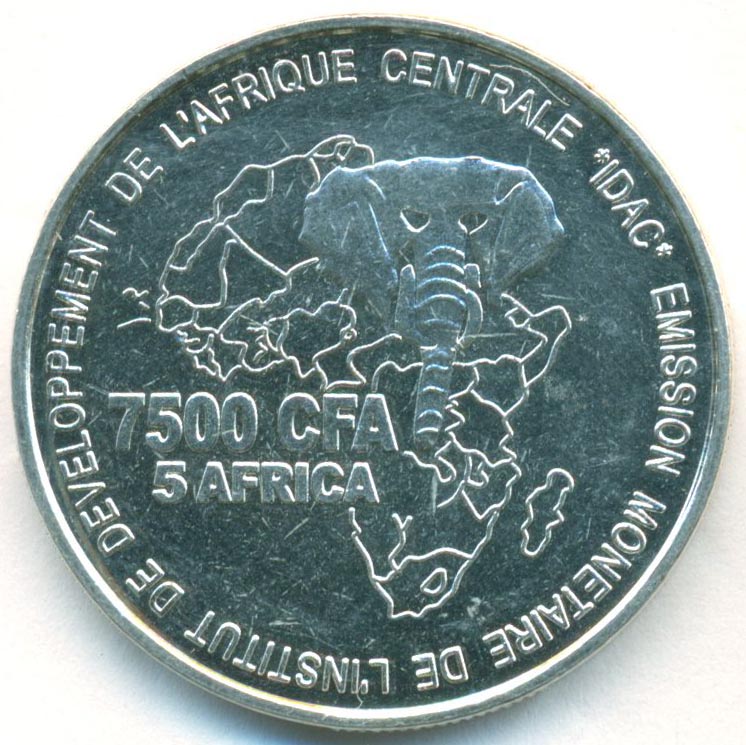 EMISSION MONETAIRE DE L'INSTITUT DE DEVELOPPEMENT DE L'AFRIQUE CENTRALE *IDAC*
7500 CFA
5 AFRICA